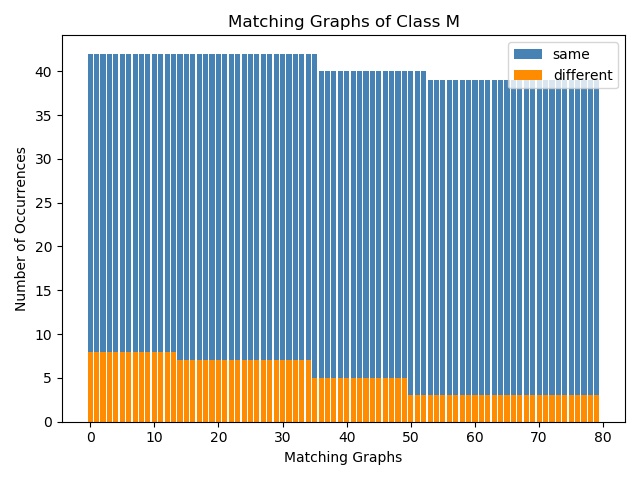 Matching Graphs of Class M
same
different
Number of Occurrences
40
35
30
25
20
15
10
5
0
0 10 20 30 40 50 60 70 80
Matching Graphs